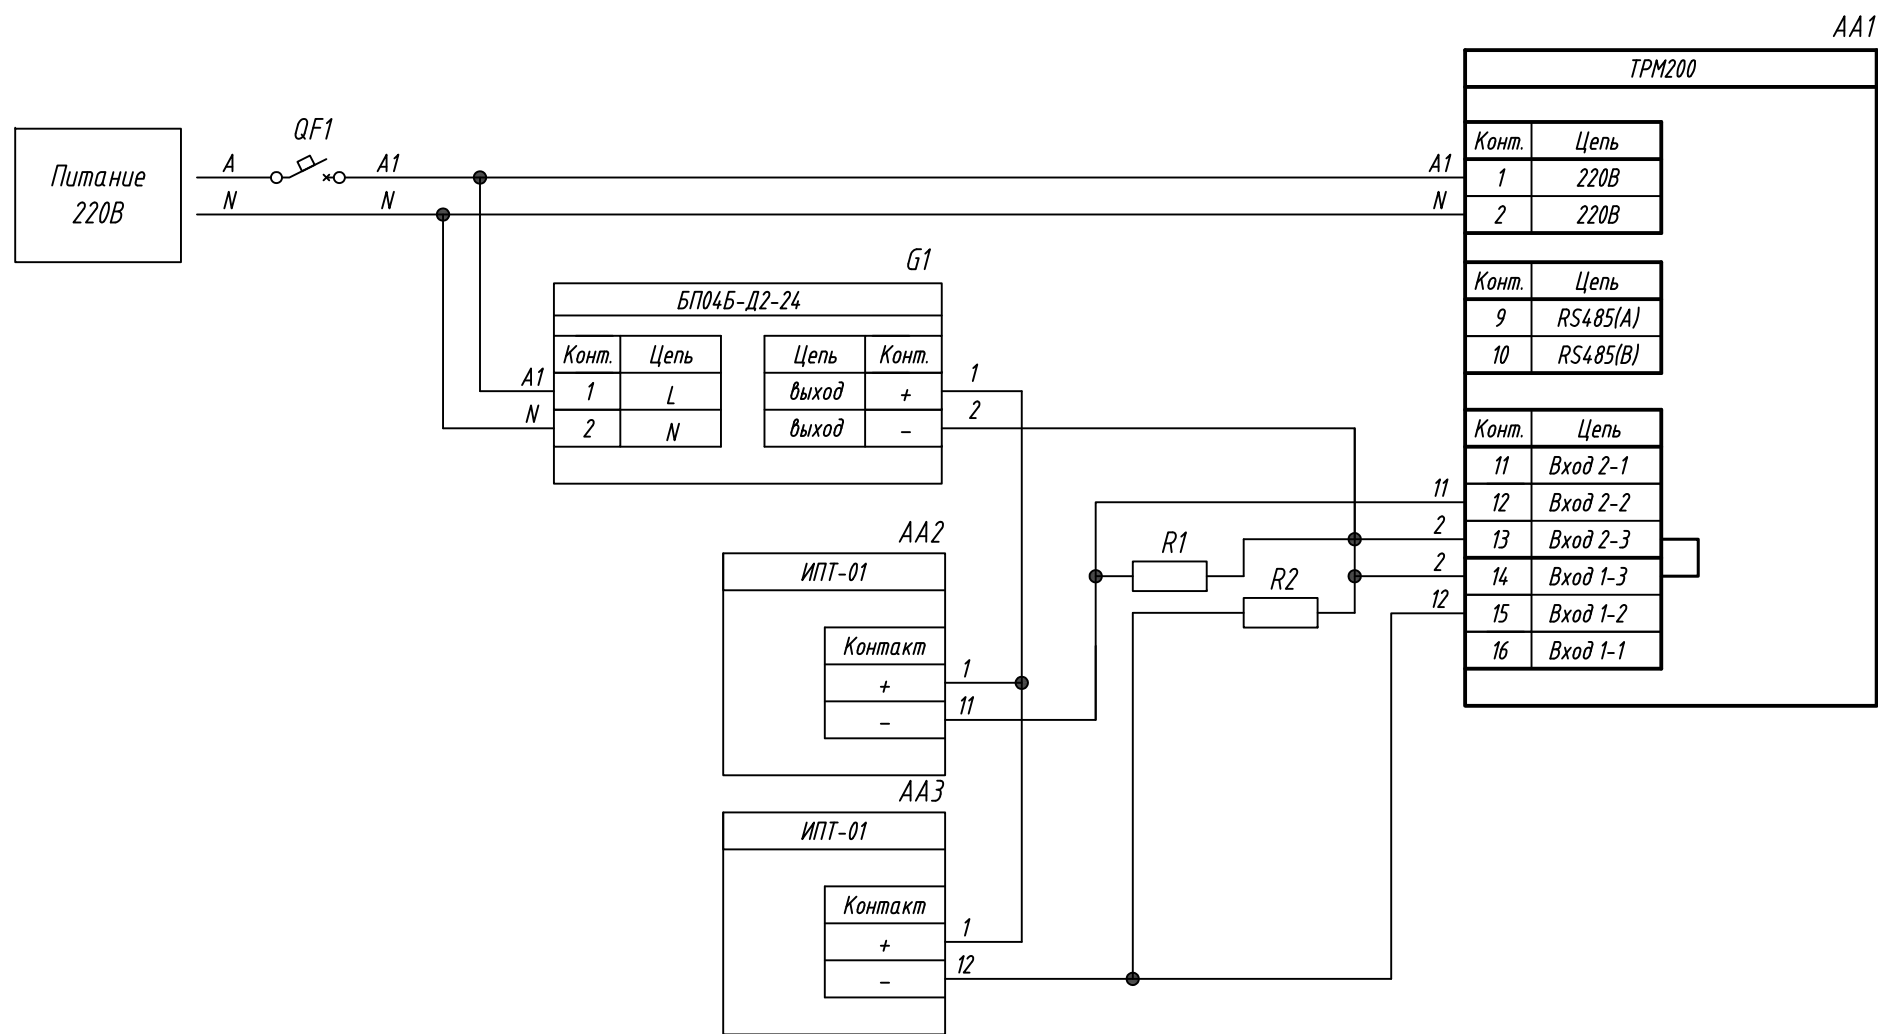 AA1
ТРМ200
QF1
Питание
220В
A
A1
A1
N
N
N
Конт. Цепь
1 220В
2 220В
G1
БП04Б-Д2-24
Конт. Цепь
Цепь Конт.
A1
1 L
выход +
1
N
2 N
выход -
2
Конт. Цепь
9 RS485(A)
10 RS485(B)
Конт. Цепь
11 Вход 2-1
11
12 Вход 2-2
2
13 Вход 2-3
2
14 Вход 1-3
12
15 Вход 1-2
16 Вход 1-1
R1
R2
AA2
ИПТ-01
Контакт
+
1
-
11
AA3
ИПТ-01
Контакт
+
1
-
12